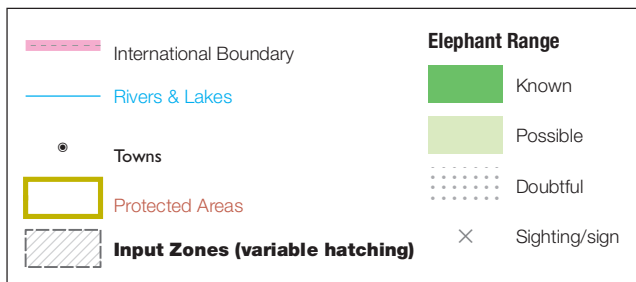 International Boundary
Rivers & Lakes
Towns
Protected Areas
Input Zones (variable hatching)
Elephant Range
Known
Possible
Doubtful
Sighting/sign